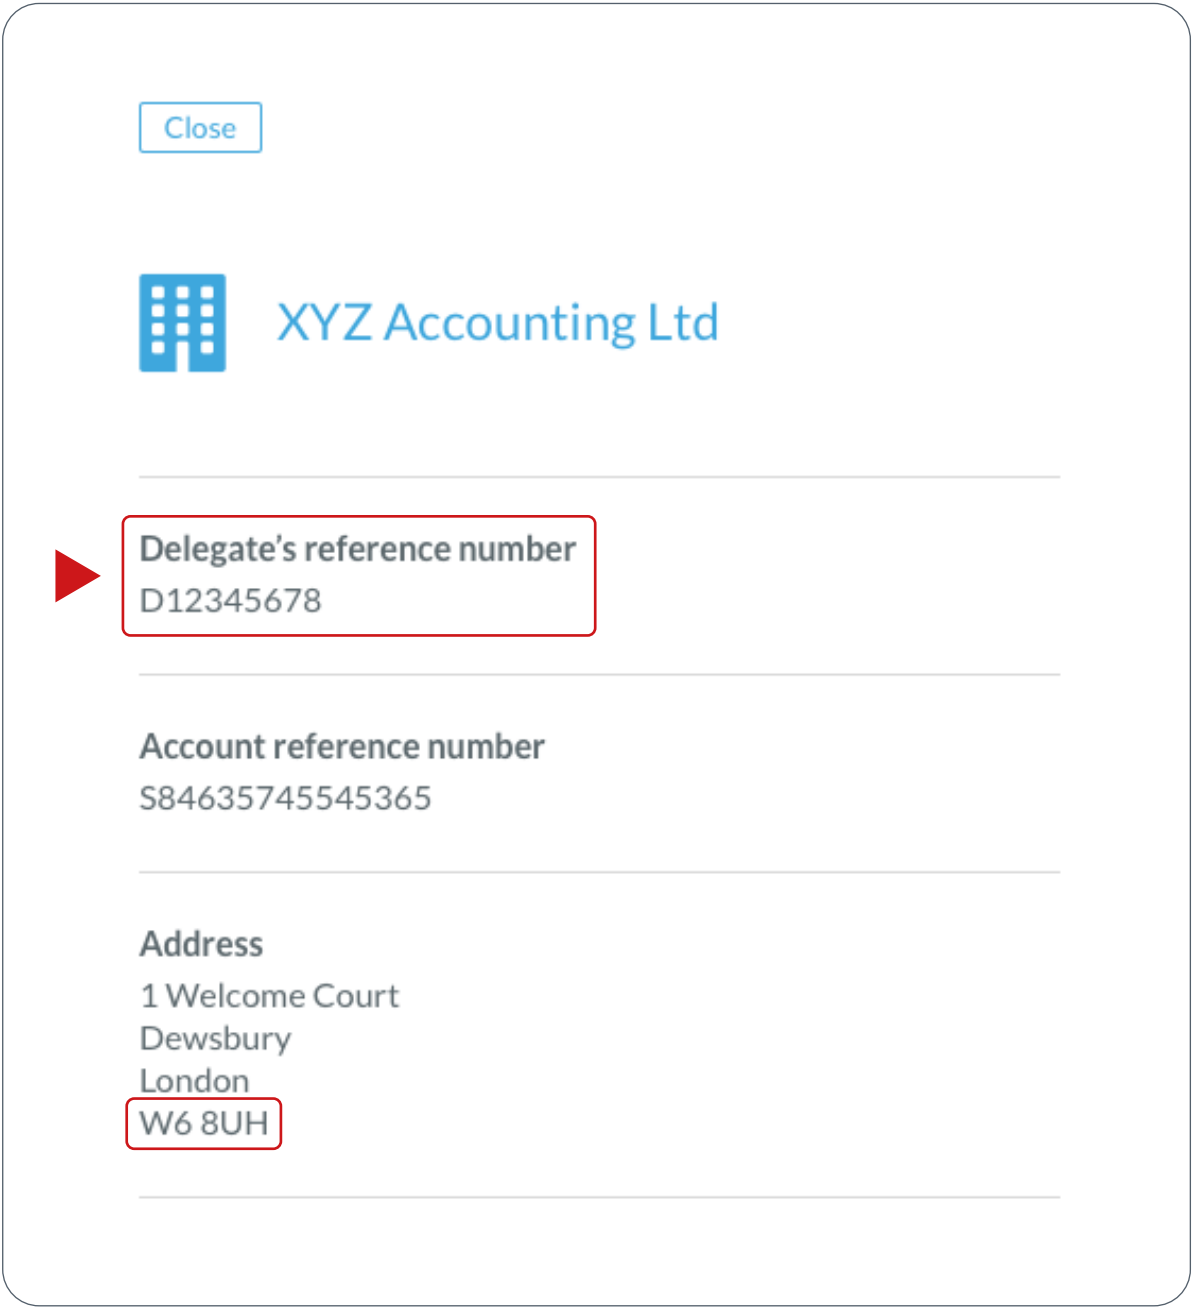 Close
XYZ Accounting Ltd
Delegate’s reference number
D12345678
Account reference number
S84635745545365
Address
1 Welcome Court
Dewsbury
London
W6 8UH